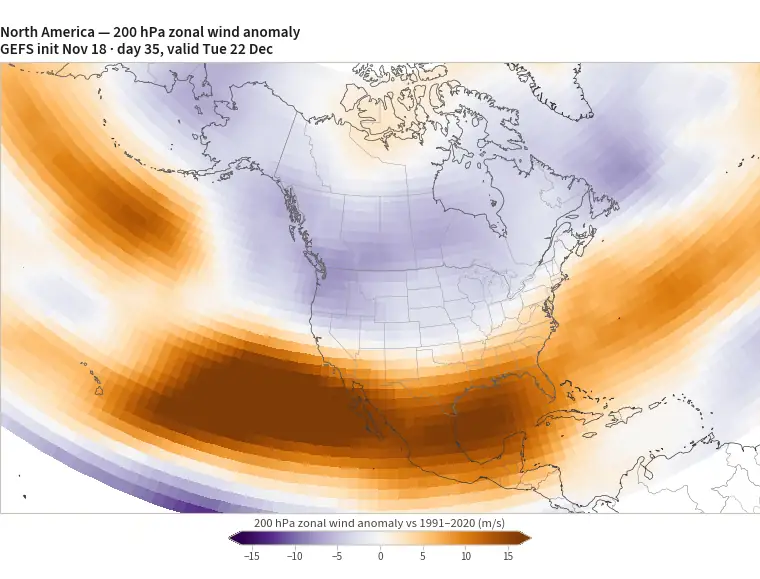 North America — 200 hPa zonal wind anomaly
GEFS init Nov 18 · day 35, valid Tue 22 Dec
200 hPa zonal wind anomaly vs 1991–2020 (m/s)
−15 −10 −5 0 5 10 15